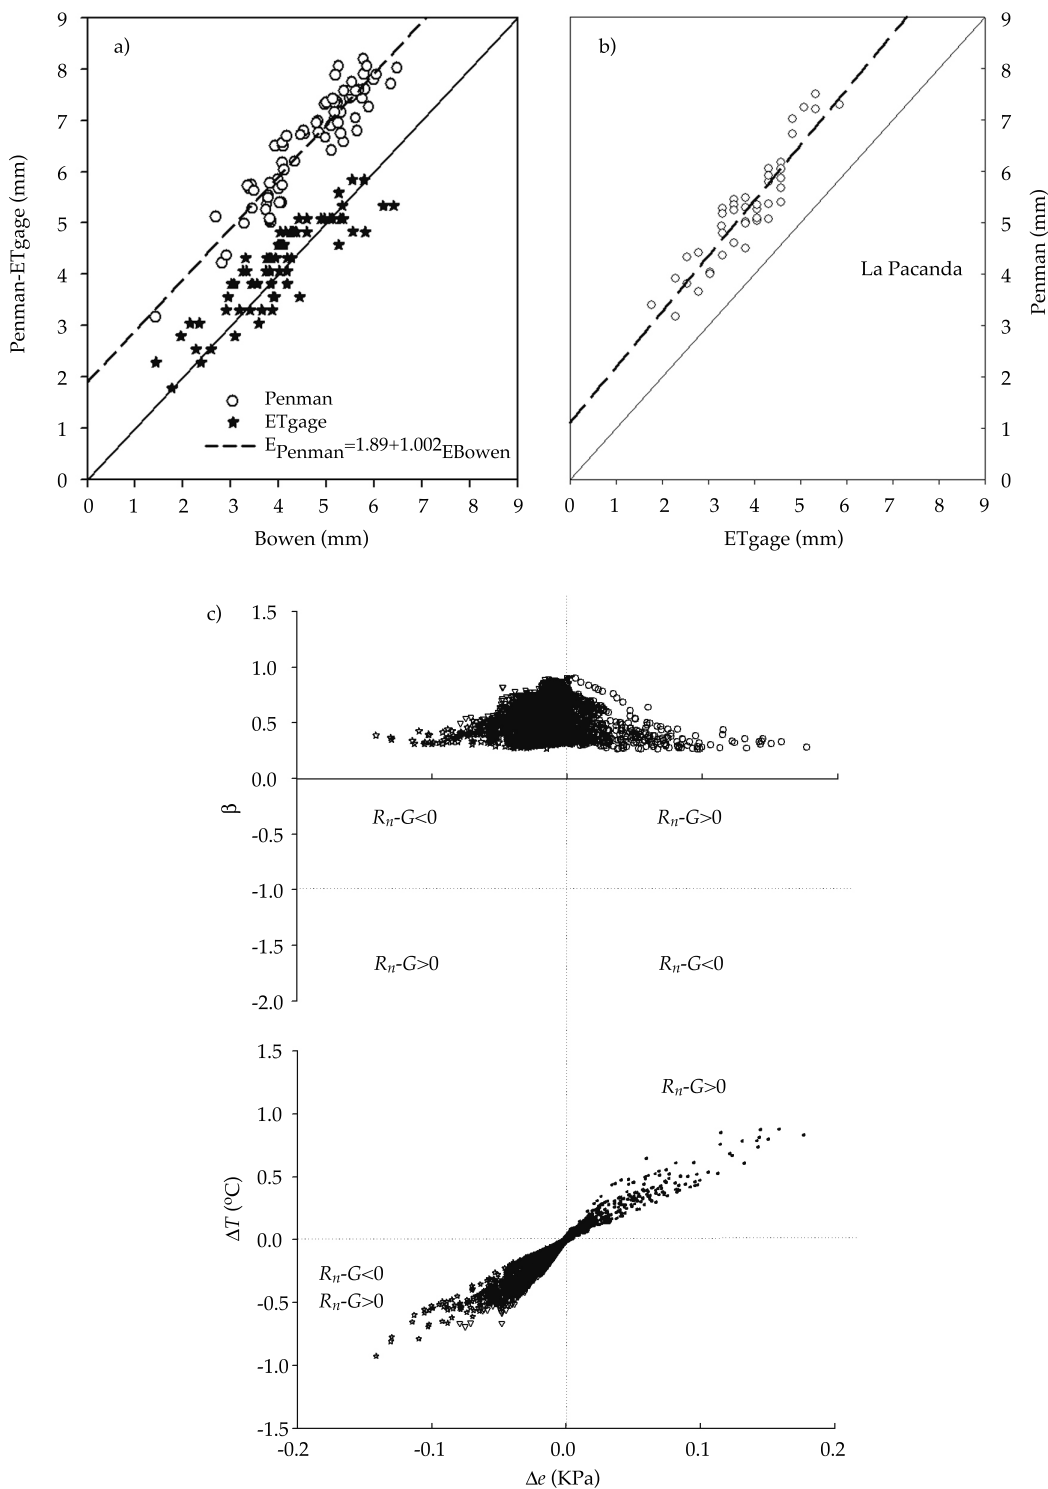 a)
9
8
7
6
5
4
3
2
1
0
Penman-ETgage (mm)
Penman
ETgage
EPenman=1.89+1.002EBowen
0 1 2 3 4 5 6 7 8 9
Bowen (mm)
b)
La Pacanda
9
8
7
6
5
4
3
2
1
0
Penman (mm)
0 1 2 3 4 5 6 7 8 9
ETgage (mm)
c)
1.5
1.0
0.5
0.0
-0.5
-1.0
-1.5
-2.0
β
Rn-G<0 Rn-G>0
Rn-G>0 Rn-G<0
1.5
1.0
0.5
0.0
-0.5
-1.0
-1.5
ΔT (ºC)
Rn-G>0
Rn-G<0
Rn-G>0
-0.2 -0.1 0.0 0.1 0.2
Δe (KPa)